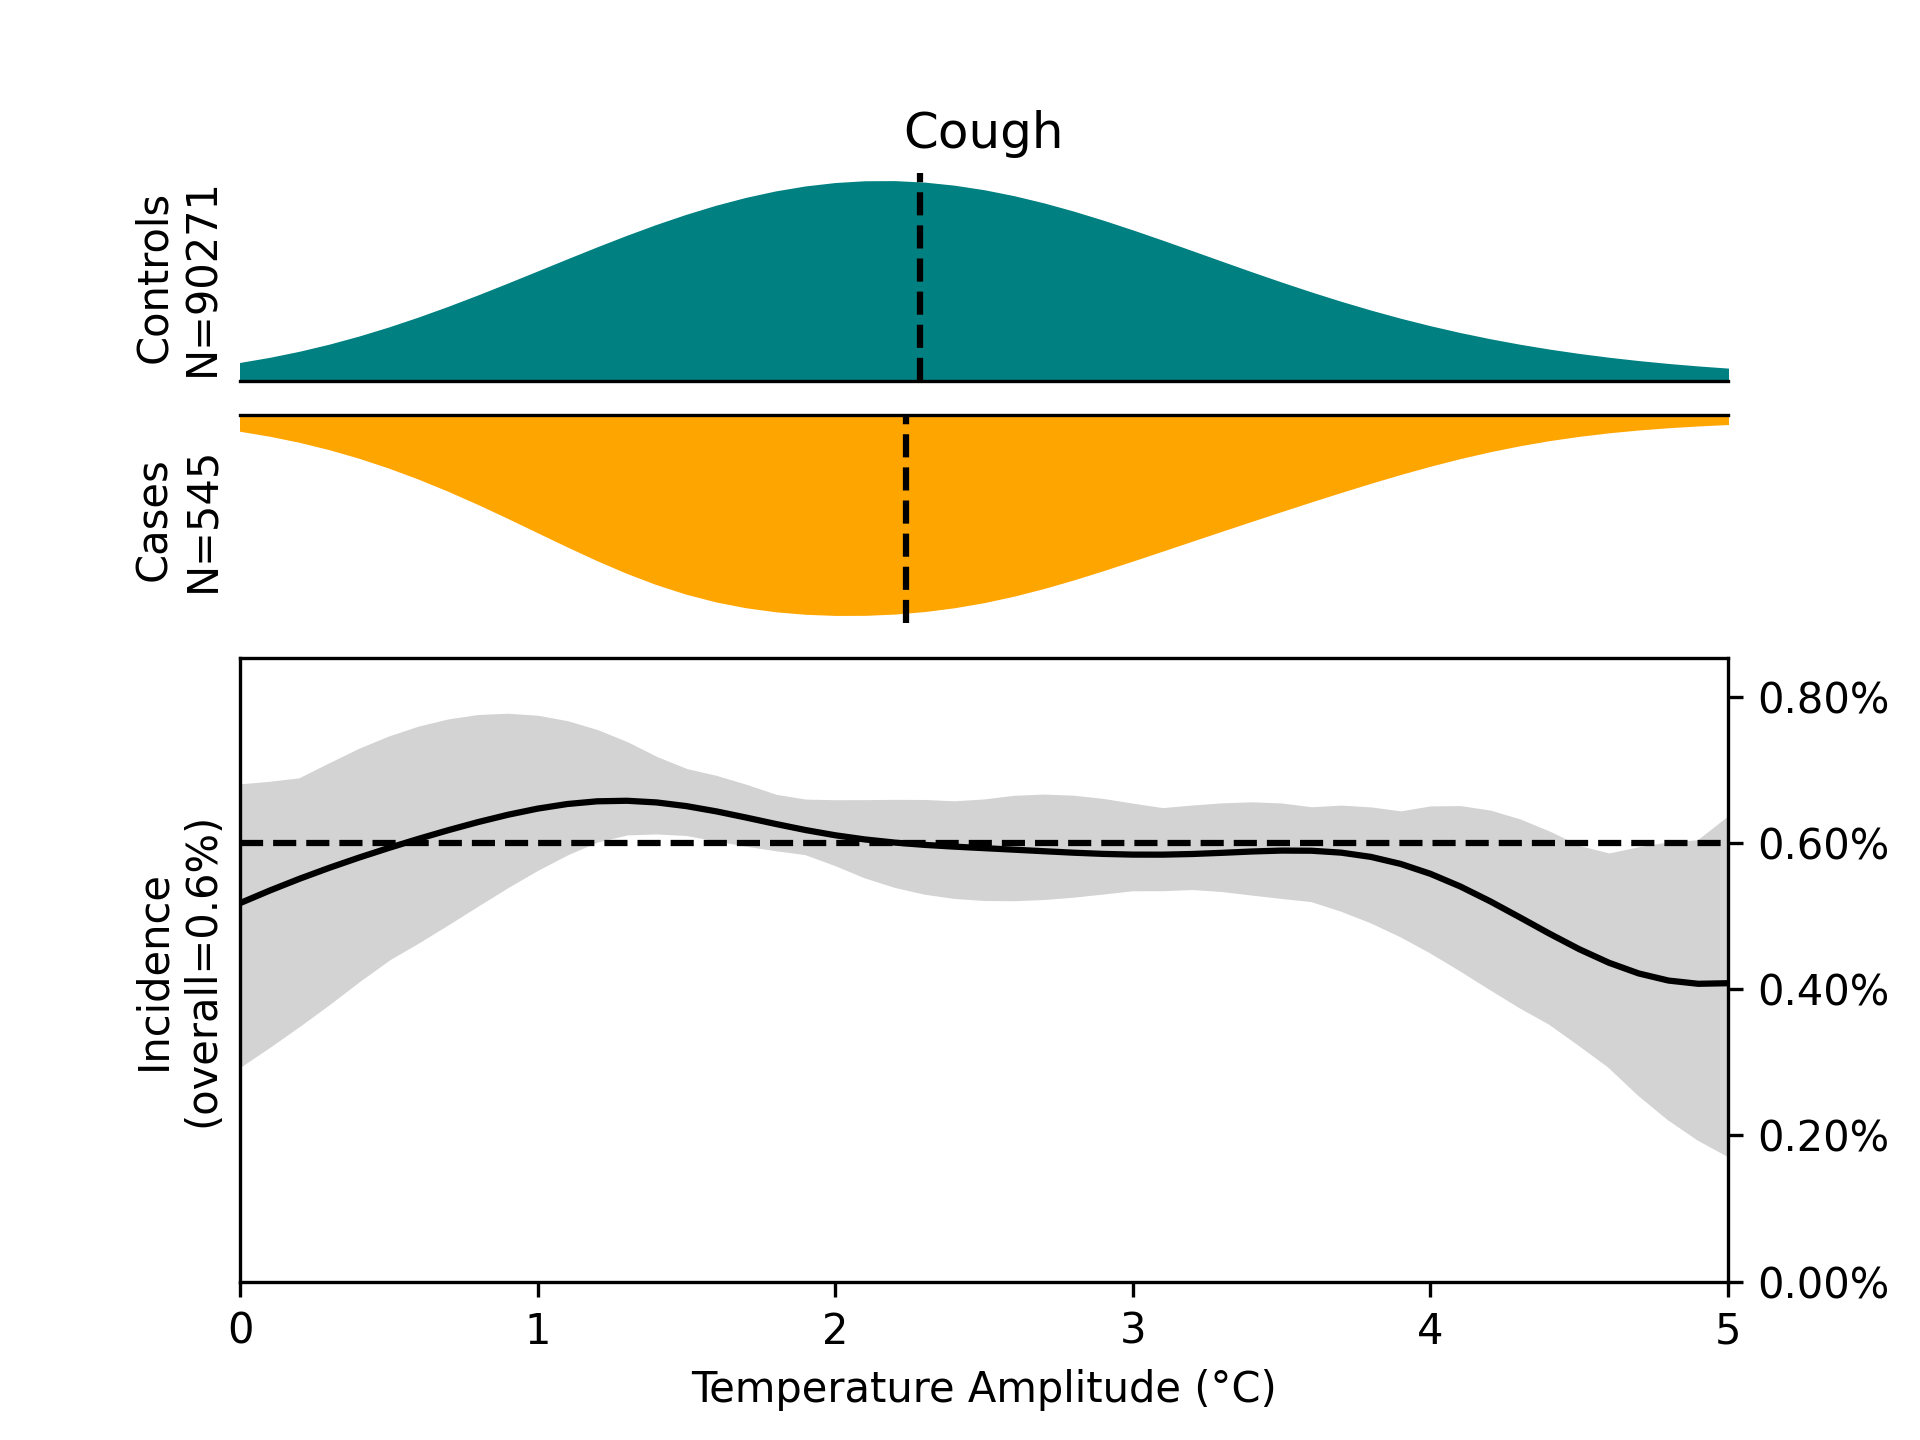 Cough
Controls
N=90271
Cases
N=545
Incidence
(overall=0.6%)
0.80%
0.60%
0.40%
0.20%
0.00%
0 1 2 3 4 5
Temperature Amplitude (°C)